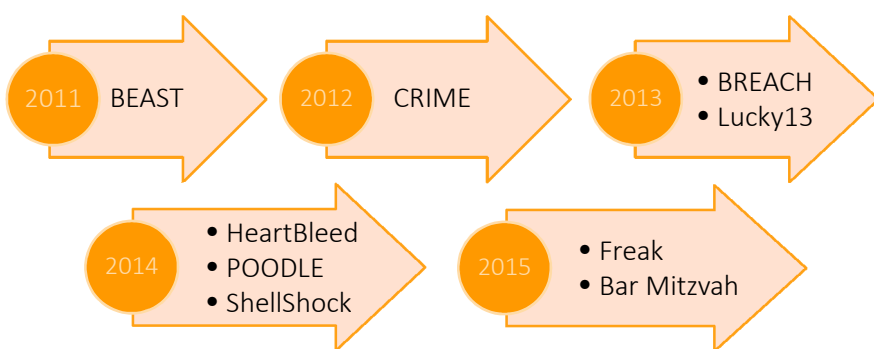 2011
BEAST
2012
CRIME
2013
• BREACH
• Lucky13
2014
• HeartBleed
• POODLE
• ShellShock
2015
• Freak
• Bar Mitzvah